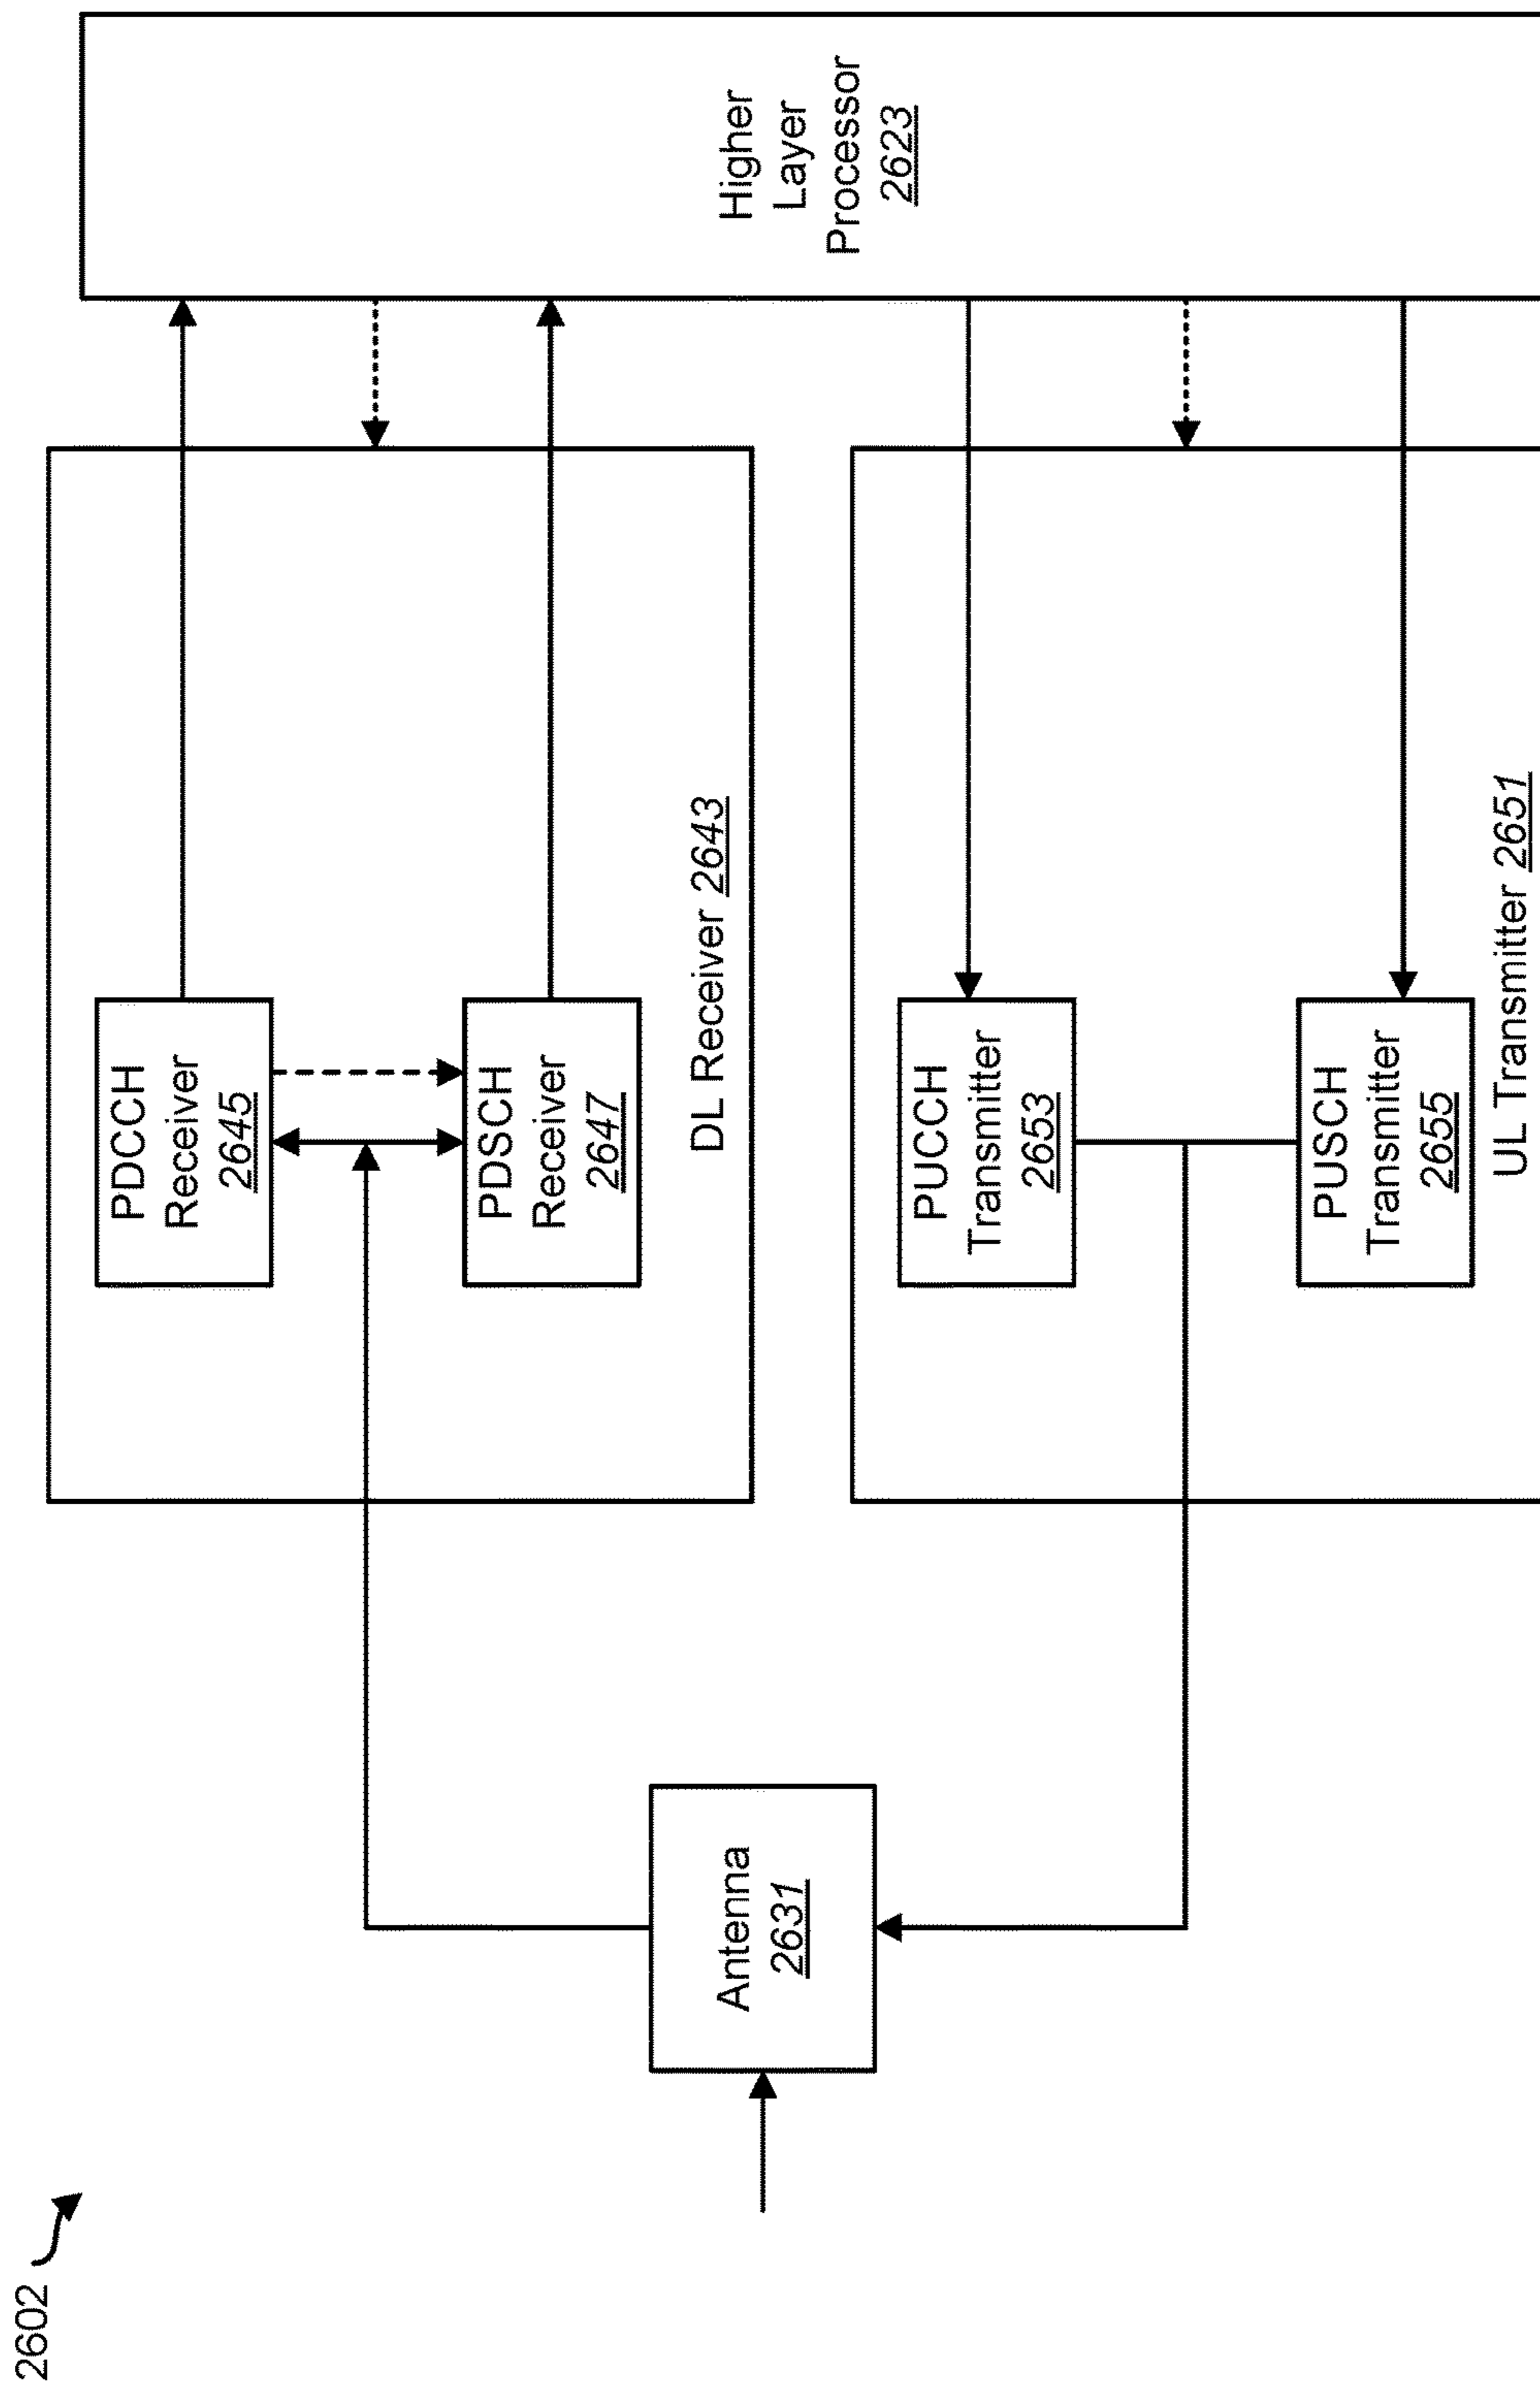 2602
Antenna
2631
PDCCH
Receiver
2645
PDSCH
Receiver
2647
DL Receiver 2643
PUCCH
Transmitter
2653
PUSCH
Transmitter
2655
UL Transmitter 2651
Higher
Layer
Processor
2623